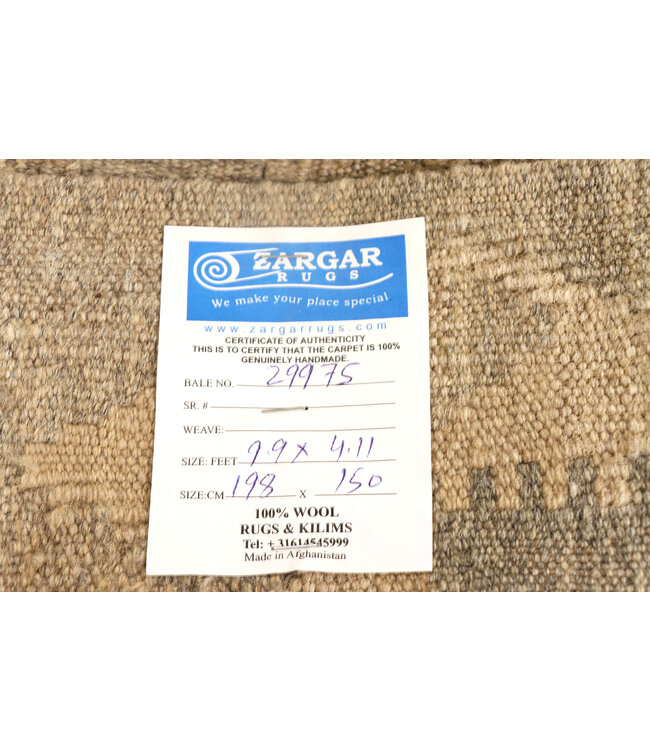 ZARGAR
RUGS
We make your place special
www.zargarrugs.com
CERTIFICATE OF AUTHENTICITY
THIS IS TO CERTIFY THAT THE CARPET IS 100%
GENUINELY HANDMADE.
BALE NO. 29975
SR. #
WEAVE:
SIZE: FEET 9.9 x 4.11
SIZE:CM 198 x 150
100% WOOL
RUGS & KILIMS
Tel: + 31614545999
Made in Afghanistan